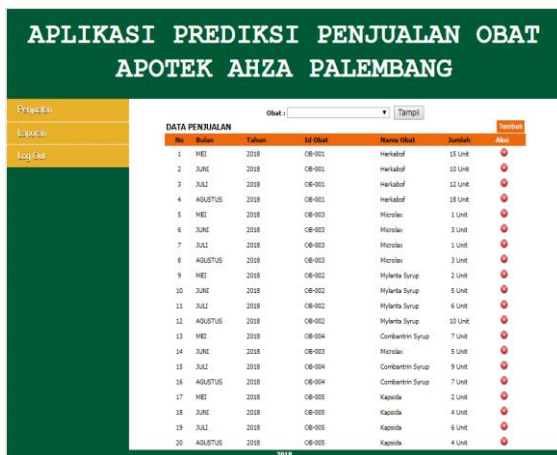 APLIKASI PREDIKSI PENJUALAN OBAT
APOTEK AHZA PALEMBANG
Penjualan
Laporan
Log Out
Obat : Tampil
DATA PENJUALAN Tambah
No Bulan Tahun Id Obat Nama Obat Jumlah Aksi
1 MEI 2018 OB-001 Herkabof 15 Unit
2 JUNI 2018 OB-001 Herkabof 10 Unit
3 JULI 2018 OB-001 Herkabof 12 Unit
4 AGUSTUS 2018 OB-001 Herkabof 18 Unit
5 MEI 2018 OB-003 Microlax 1 Unit
6 JUNI 2018 OB-003 Microlax 3 Unit
7 JULI 2018 OB-003 Microlax 1 Unit
8 AGUSTUS 2018 OB-003 Microlax 3 Unit
9 MEI 2018 OB-002 Mylanta Syrup 2 Unit
10 JUNI 2018 OB-002 Mylanta Syrup 5 Unit
11 JULI 2018 OB-002 Mylanta Syrup 6 Unit
12 AGUSTUS 2018 OB-002 Mylanta Syrup 10 Unit
13 MEI 2018 OB-004 Combantrin Syrup 7 Unit
14 JUNI 2018 OB-003 Microlax 5 Unit
15 JULI 2018 OB-004 Combantrin Syrup 9 Unit
16 AGUSTUS 2018 OB-004 Combantrin Syrup 7 Unit
17 MEI 2018 OB-005 Kapsida 2 Unit
18 JUNI 2018 OB-005 Kapsida 4 Unit
19 JULI 2018 OB-005 Kapsida 6 Unit
20 AGUSTUS 2018 OB-005 Kapsida 4 Unit
2018